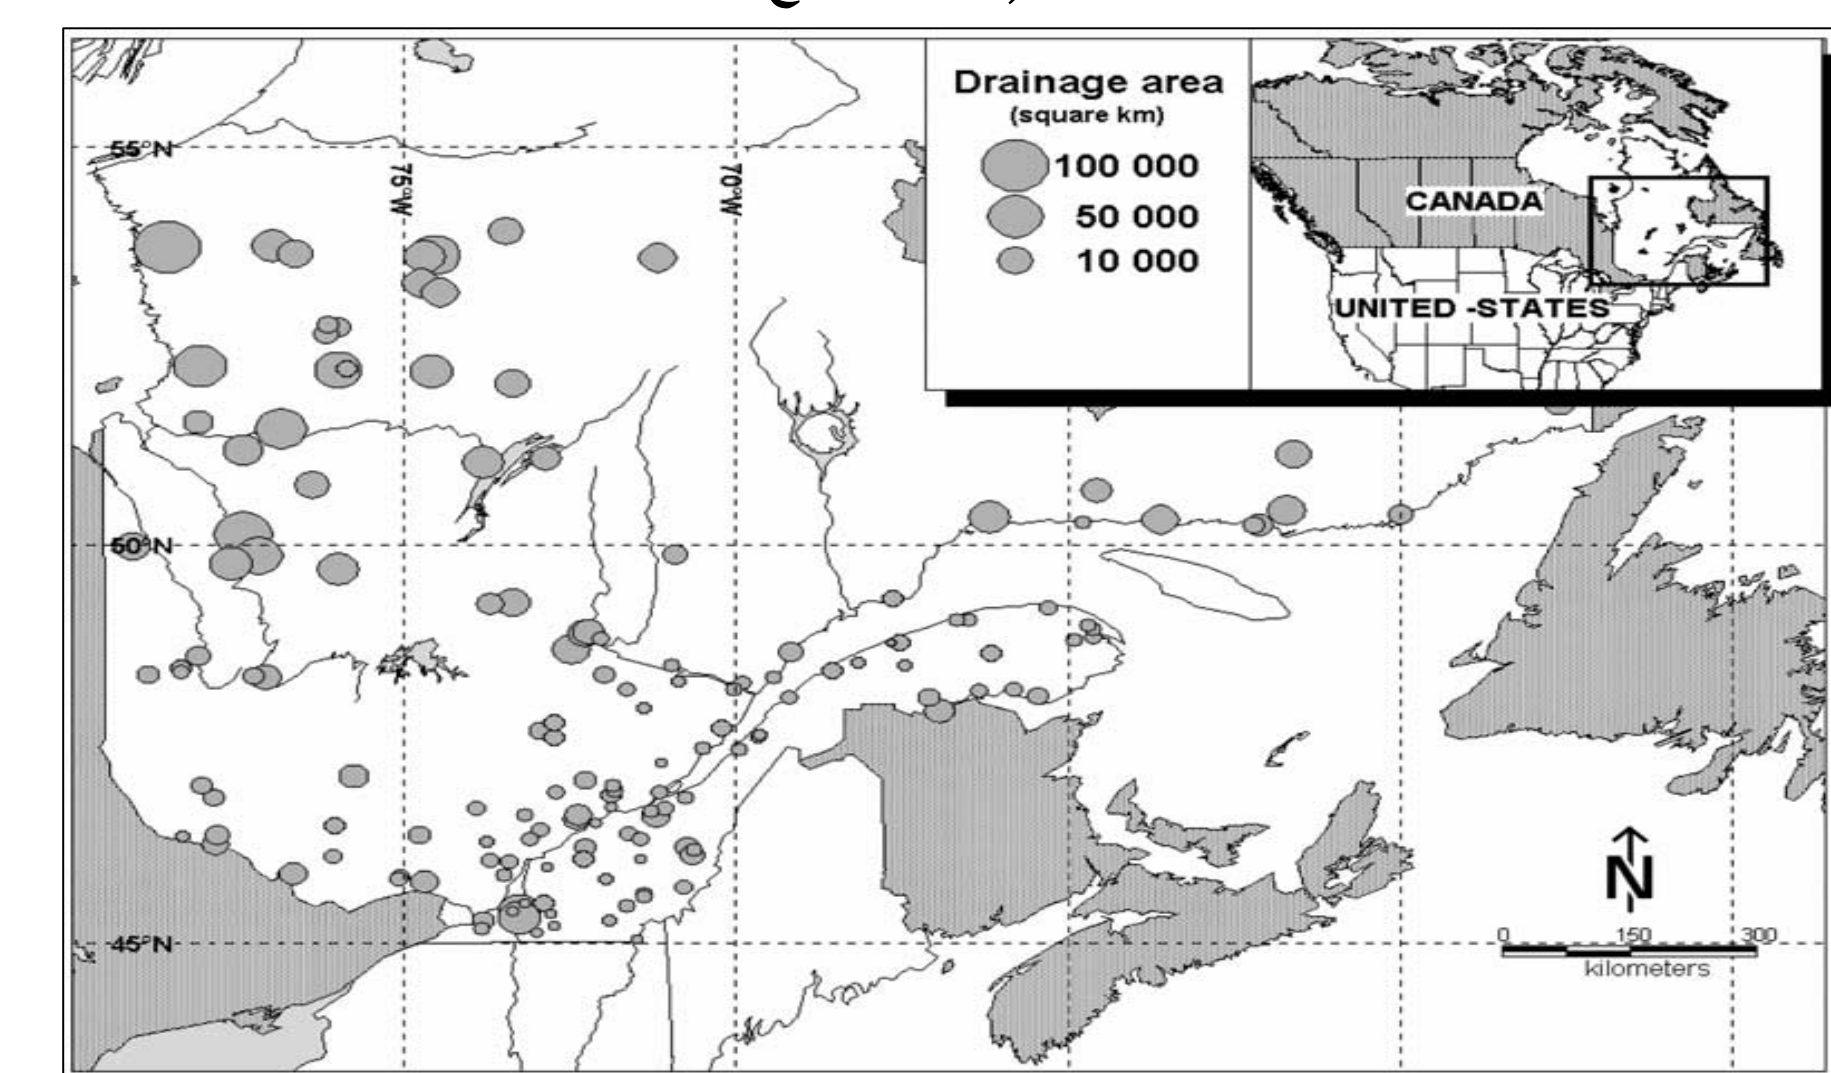 55°N
75°W
70°W
50°N
45°N
Drainage area
(square km)
100 000
50 000
10 000
CANADA
UNITED -STATES
N
0 150 300
kilometers